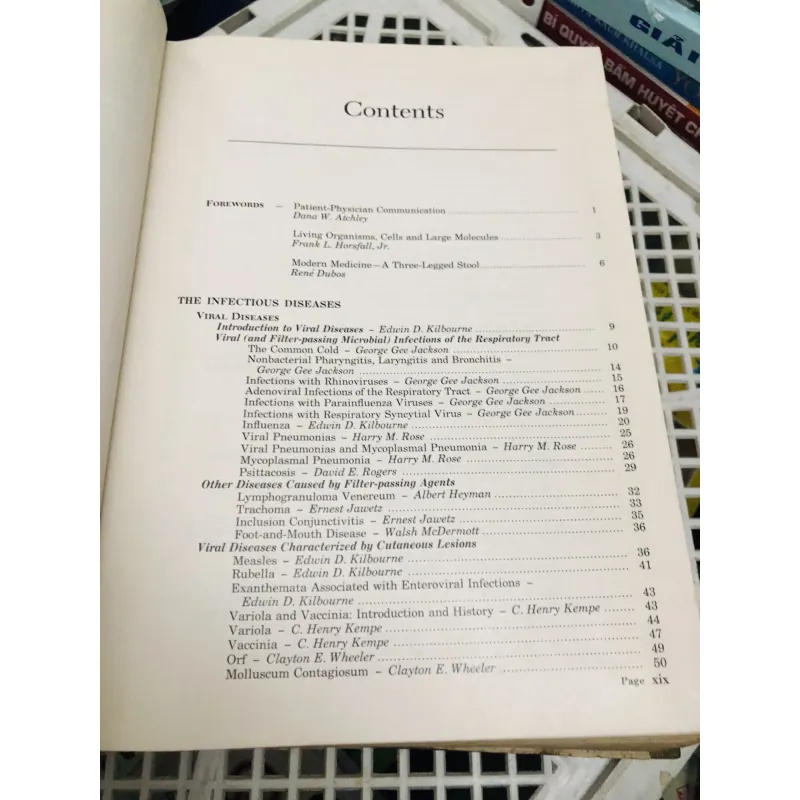 GIẢI
BÍ QUYẾT BẤM HUYỆT
Contents
FOREWORDS — Patient-Physician Communication 1
Dana W. Atchley
Living Organisms, Cells and Large Molecules 3
Frank L. Horsfall, Jr.
Modern Medicine—A Three-Legged Stool 6
René Dubos
THE INFECTIOUS DISEASES
VIRAL DISEASES
Introduction to Viral Diseases – Edwin D. Kilbourne 9
Viral (and Filter-passing Microbial) Infections of the Respiratory Tract
The Common Cold – George Gee Jackson 10
Nonbacterial Pharyngitis, Laryngitis and Bronchitis –
George Gee Jackson 14
Infections with Rhinoviruses – George Gee Jackson 15
Adenoviral Infections of the Respiratory Tract – George Gee Jackson 16
Infections with Parainfluenza Viruses – George Gee Jackson 17
Infections with Respiratory Syncytial Virus – George Gee Jackson 19
Influenza – Edwin D. Kilbourne 20
Viral Pneumonias – Harry M. Rose 25
Viral Pneumonias and Mycoplasmal Pneumonia – Harry M. Rose 26
Mycoplasmal Pneumonia – Harry M. Rose 26
Psittacosis – David E. Rogers 29
Other Diseases Caused by Filter-passing Agents
Lymphogranuloma Venereum – Albert Heyman 32
Trachoma – Ernest Jawetz 33
Inclusion Conjunctivitis – Ernest Jawetz 35
Foot-and-Mouth Disease – Walsh McDermott 36
Viral Diseases Characterized by Cutaneous Lesions
Measles – Edwin D. Kilbourne 36
Rubella – Edwin D. Kilbourne 41
Exanthemata Associated with Enteroviral Infections –
Edwin D. Kilbourne 43
Variola and Vaccinia: Introduction and History – C. Henry Kempe 43
Variola – C. Henry Kempe 44
Vaccinia – C. Henry Kempe 47
Orf – Clayton E. Wheeler 49
Molluscum Contagiosum – Clayton E. Wheeler 50
Page xix